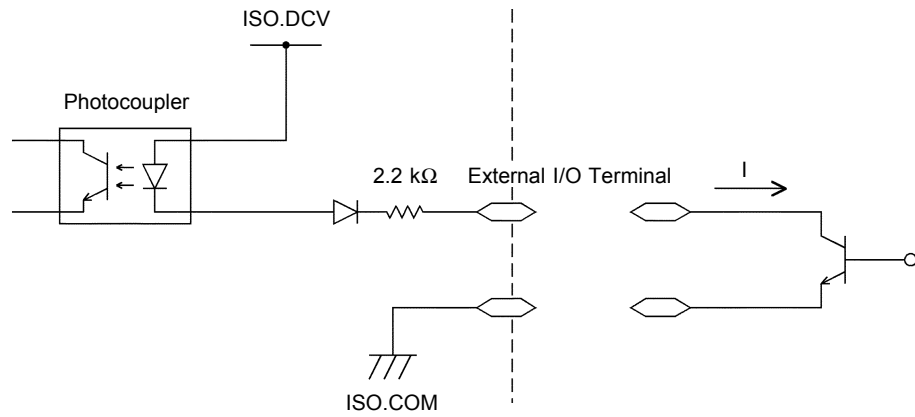 ISO.DCV
Photocoupler
2.2 kΩ
External I/O Terminal
I
ISO.COM